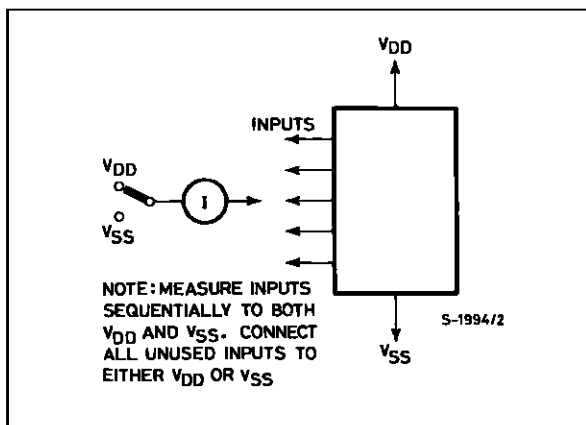 VDD
INPUTS
VDD
I
VSS
NOTE: MEASURE INPUTS
SEQUENTIALLY TO BOTH
VDD AND VSS. CONNECT
ALL UNUSED INPUTS TO
EITHER VDD OR VSS
S-1994/2
VSS